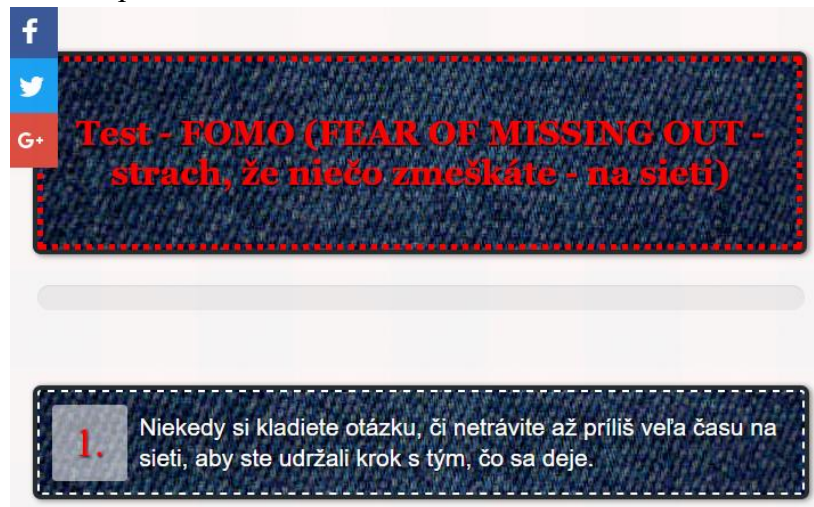 f
G+
Test - FOMO (FEAR OF MISSING OUT -
strach, že niečo zmeškáte - na sieti)
1.
Niekedy si kladiete otázku, či netrávite až príliš veľa času na
sieti, aby ste udržali krok s tým, čo sa deje.